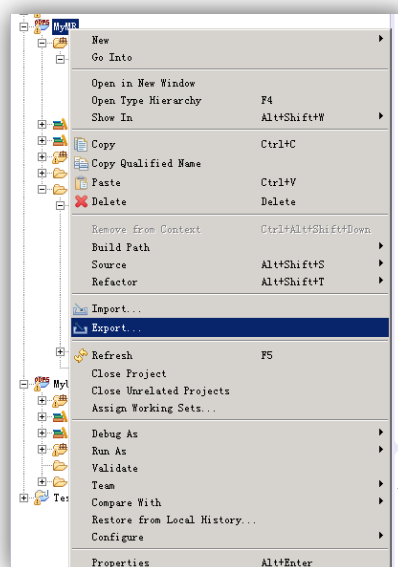 MyMR
New
Go Into
Open in New Window
Open Type Hierarchy F4
Show In Alt+Shift+W
Copy Ctrl+C
Copy Qualified Name
Paste Ctrl+V
Delete Delete
Remove from Context Ctrl+Alt+Shift+Down
Build Path
Source Alt+Shift+S
Refactor Alt+Shift+T
Import...
Export...
Refresh F5
Close Project
Close Unrelated Projects
Assign Working Sets...
Debug As
Run As
Validate
Team
Compare With
Restore from Local History...
Configure
Properties Alt+Enter